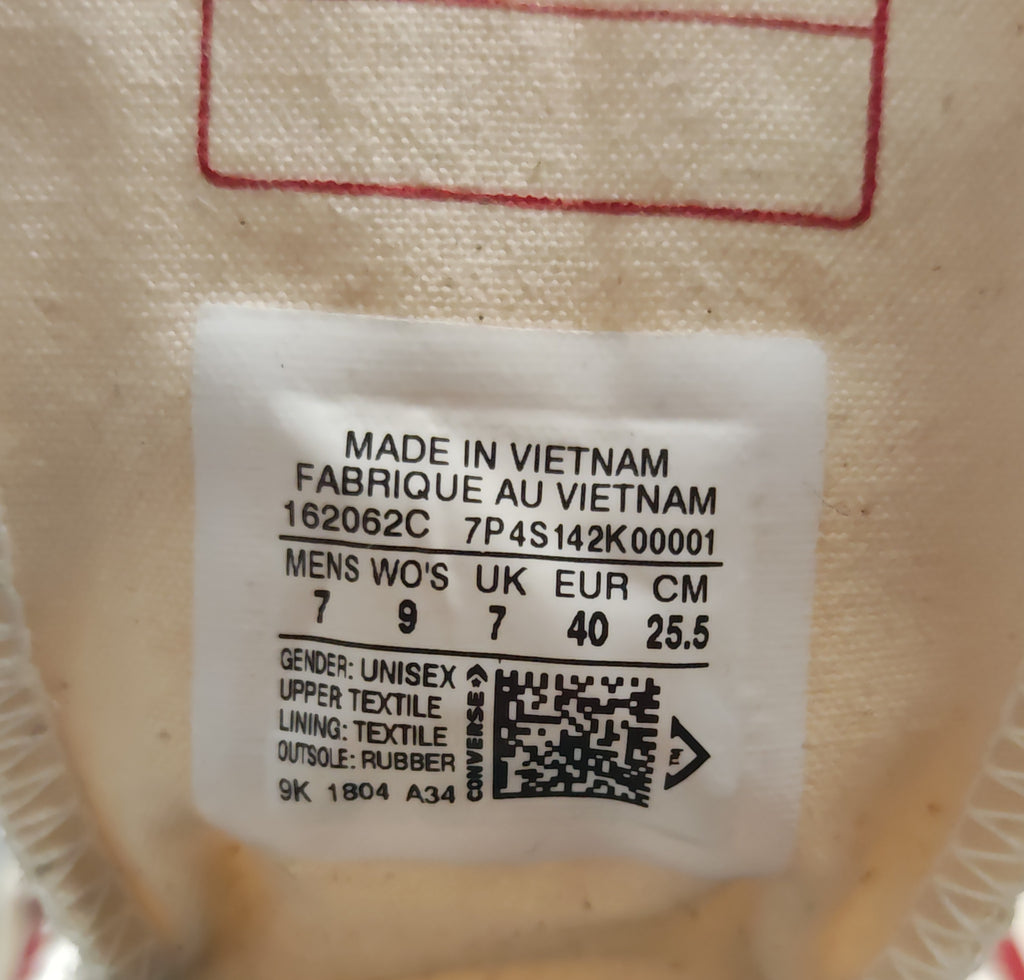 MADE IN VIETNAM
FABRIQUE AU VIETNAM
162062C 7P4S142K00001
MENS WO'S UK EUR CM
7 9 7 40 25.5
GENDER: UNISEX
UPPER TEXTILE
LINING: TEXTILE
OUTSOLE: RUBBER
9K 1804 A34
CONVERSE